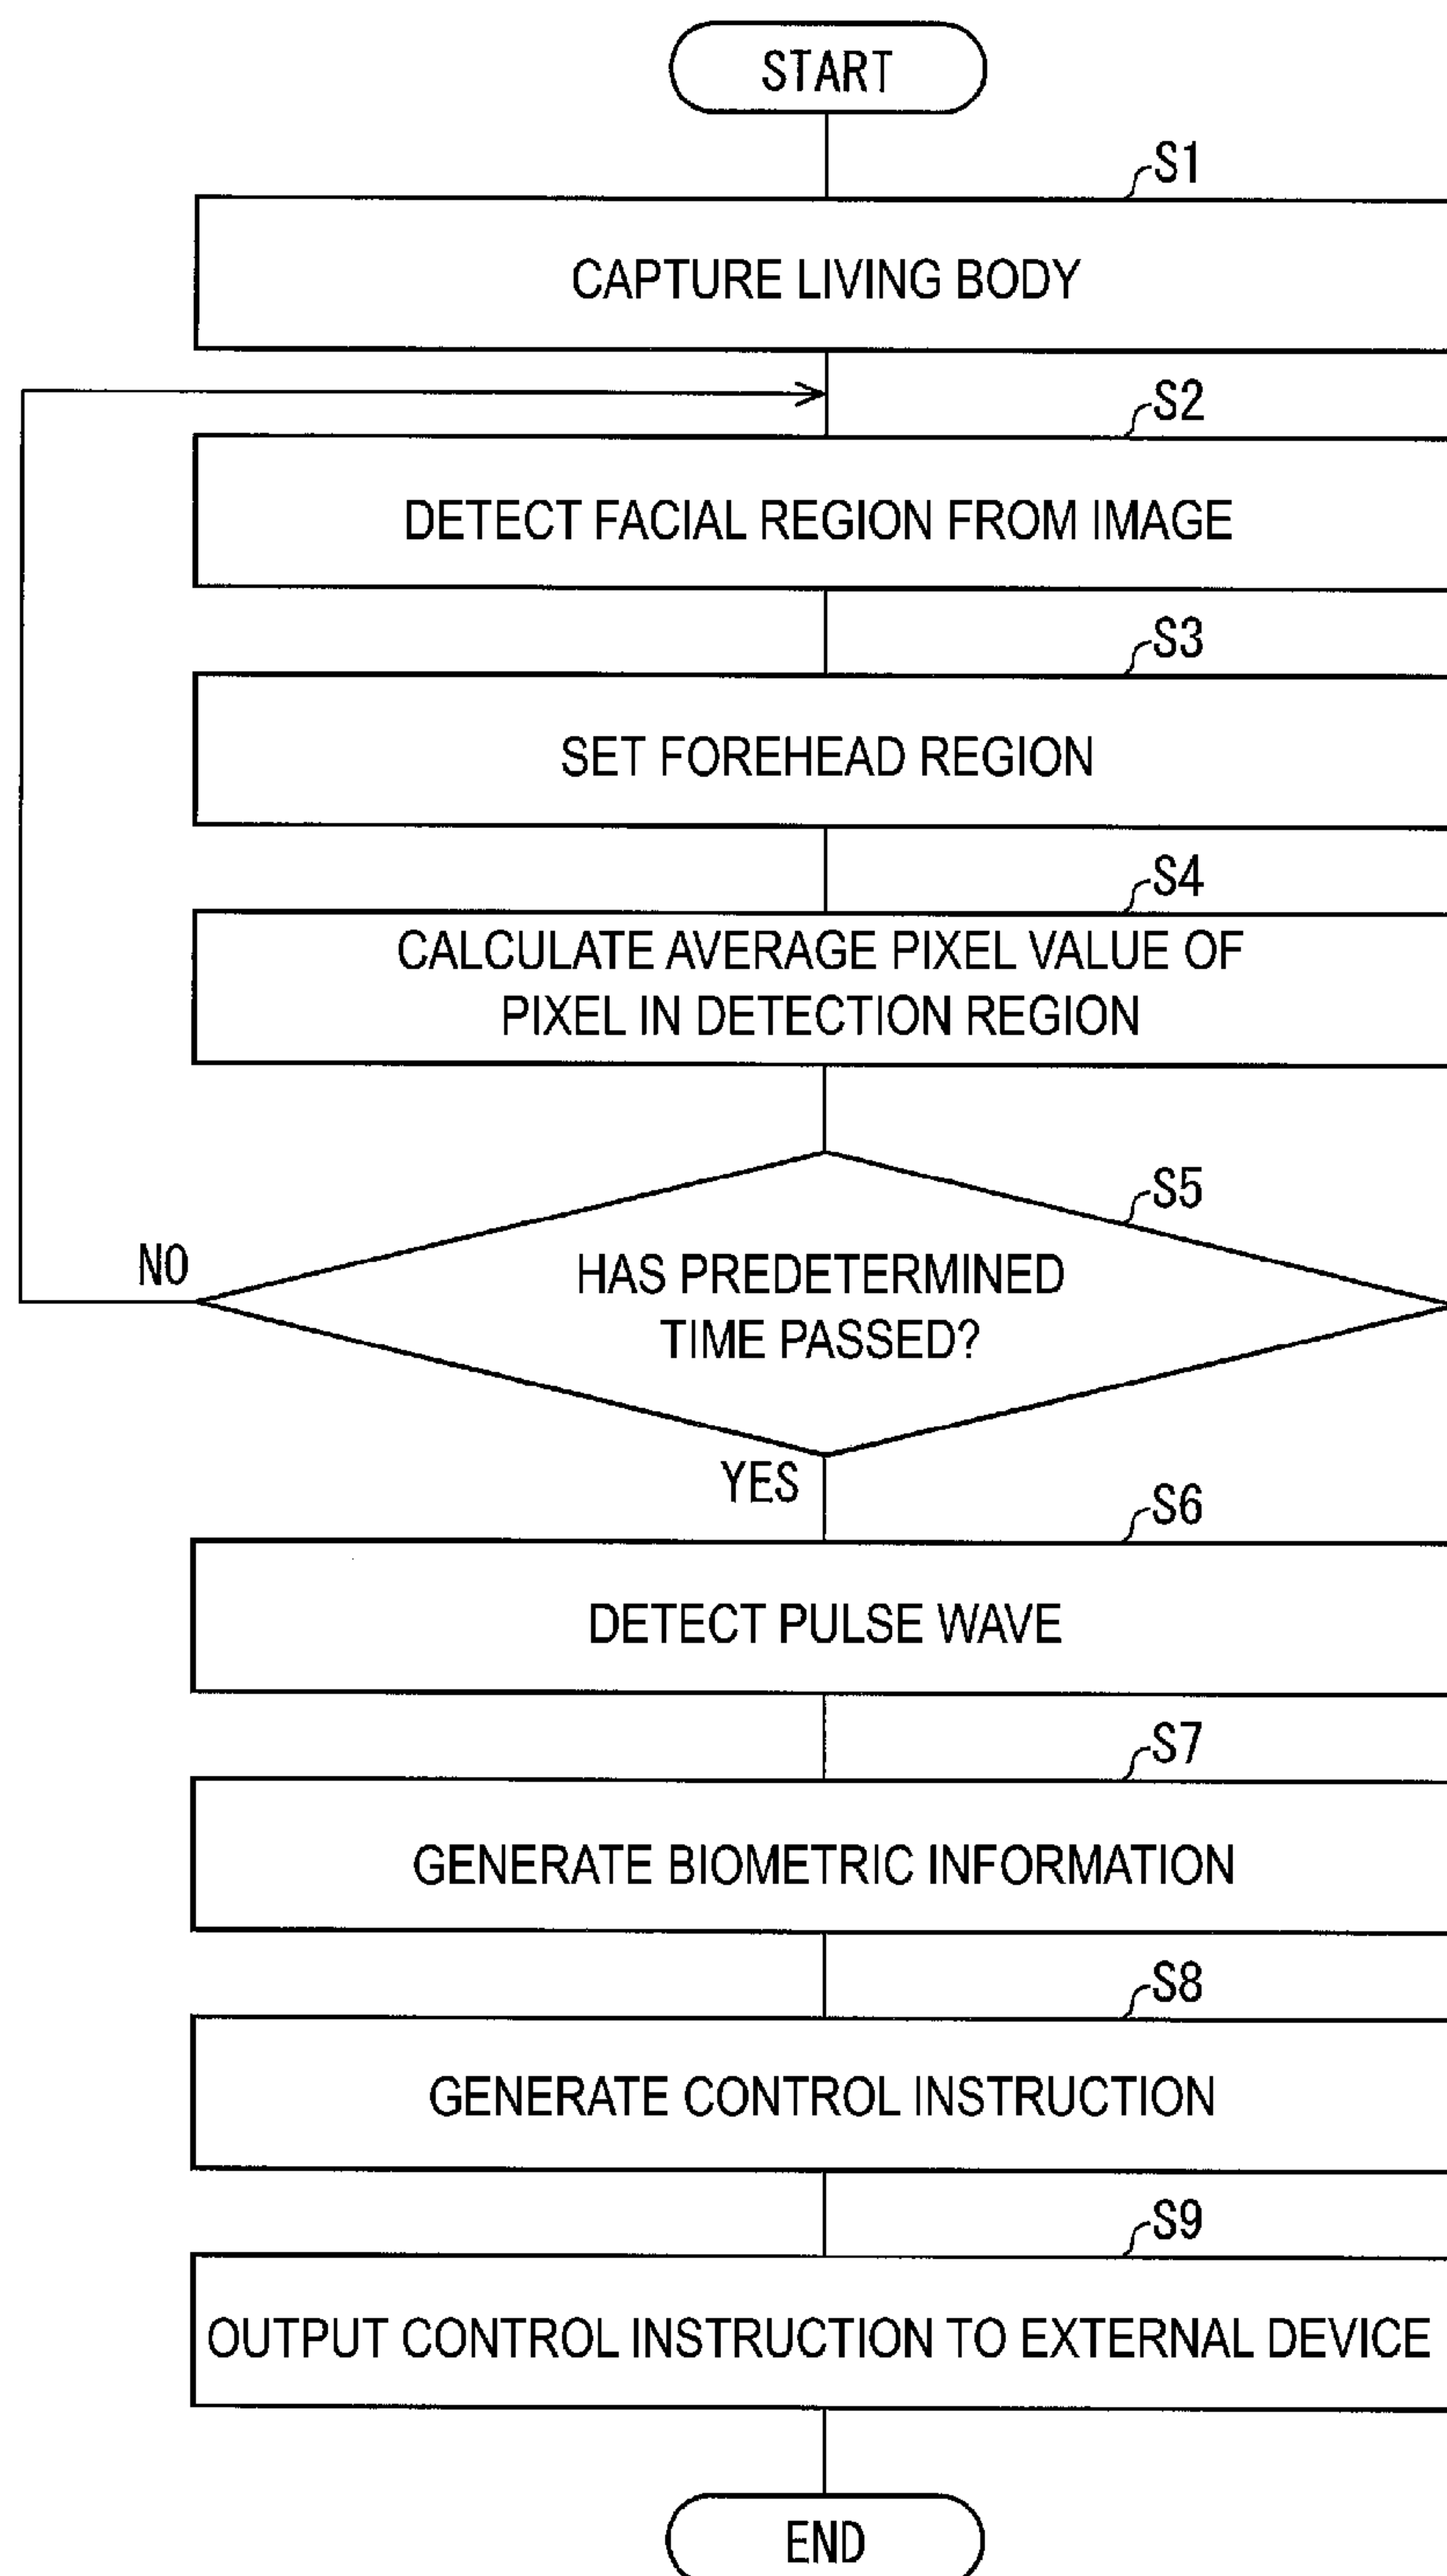 START
S1
CAPTURE LIVING BODY
S2
DETECT FACIAL REGION FROM IMAGE
S3
SET FOREHEAD REGION
S4
CALCULATE AVERAGE PIXEL VALUE OF
PIXEL IN DETECTION REGION
S5
NO
HAS PREDETERMINED
TIME PASSED?
YES
S6
DETECT PULSE WAVE
S7
GENERATE BIOMETRIC INFORMATION
S8
GENERATE CONTROL INSTRUCTION
S9
OUTPUT CONTROL INSTRUCTION TO EXTERNAL DEVICE
END